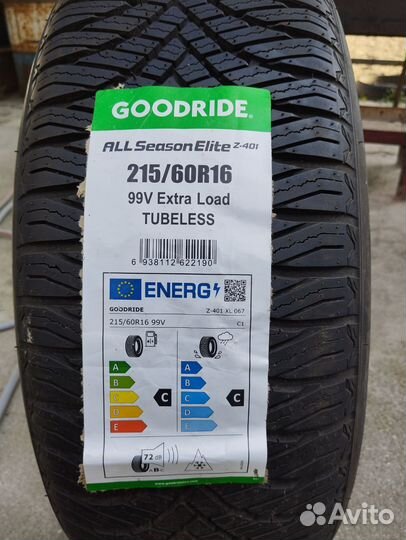 GOODRIDE
ALL Season Elite Z-401
215/60R16
99V Extra Load
TUBELESS
6 938112 622190
ENERG
GOODRIDE Z-401 XL 067
215/60R16 99V C1
A
B
C
D
E
C
A
B
C
D
E
C
72 dB
ABC
Avito